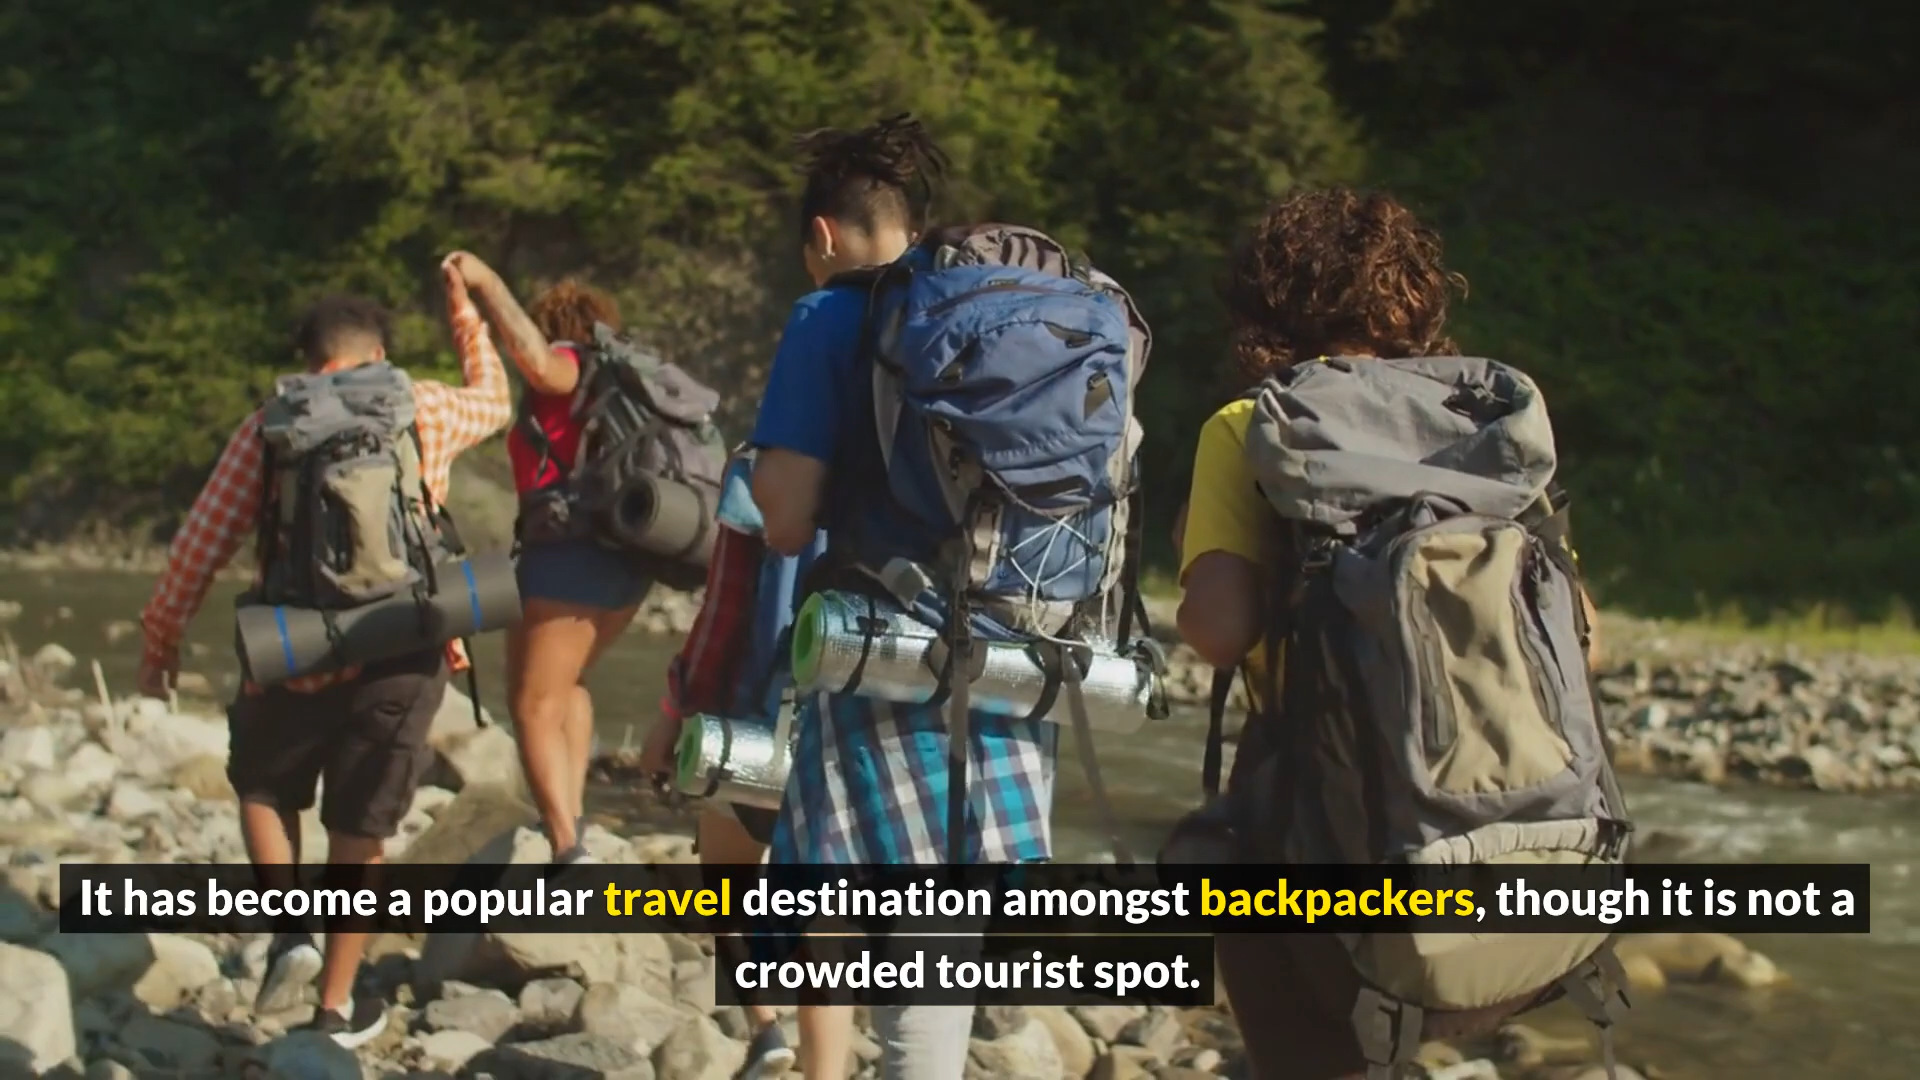 It has become a popular travel destination amongst backpackers, though it is not a
crowded tourist spot.